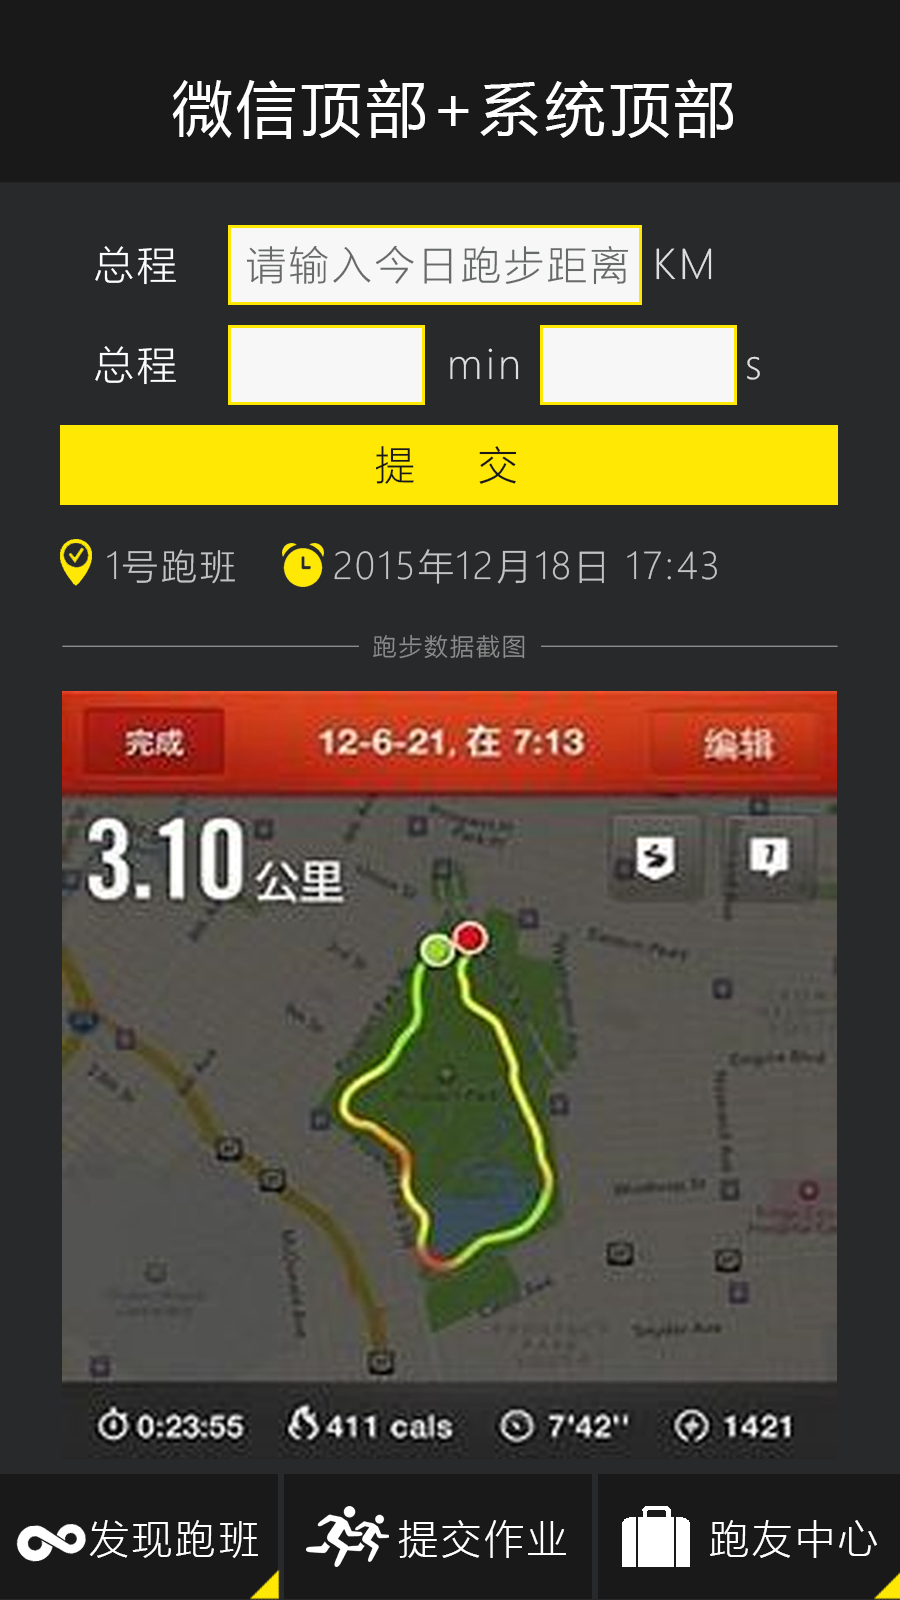 微信顶部+系统顶部
总程 请输入今日跑步距离 KM
总程 min s
提 交
1号跑班 2015年12月18日 17:43
跑步数据截图
完成 12-6-21, 在 7:13 编辑
3.10 公里
0:23:55 411 cals 7'42'' 1421
发现跑班 提交作业 跑友中心